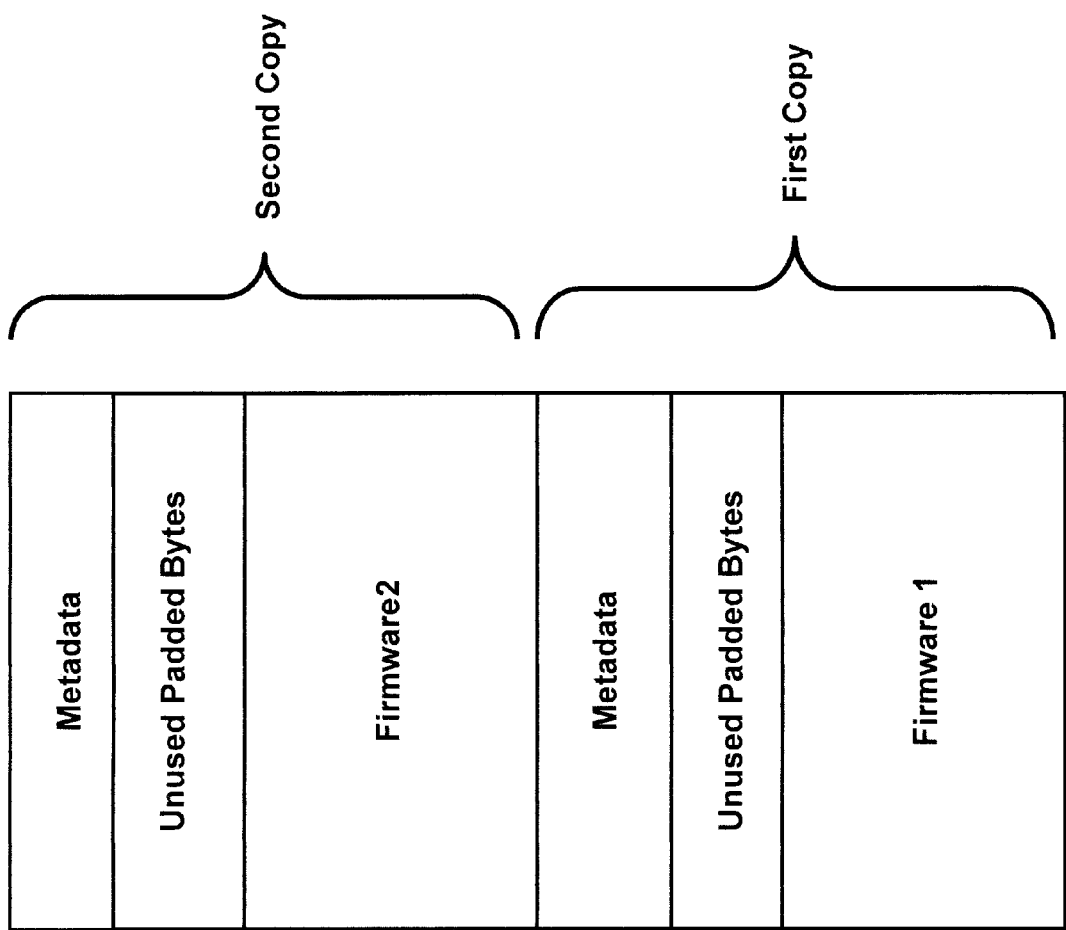 Metadata
Unused Padded Bytes
Firmware2
Second Copy
Metadata
Unused Padded Bytes
Firmware 1
First Copy